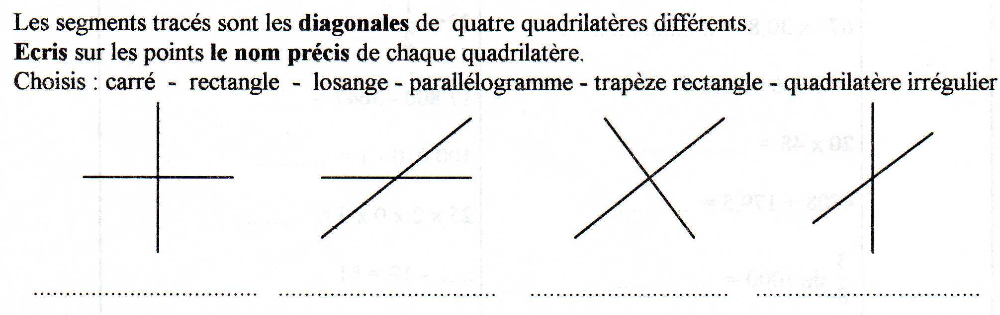 Les segments tracés sont les diagonales de quatre quadrilatères différents.
Ecris sur les points le nom précis de chaque quadrilatère.
Choisis : carré - rectangle - losange - parallélogramme - trapèze rectangle - quadrilatère irrégulier